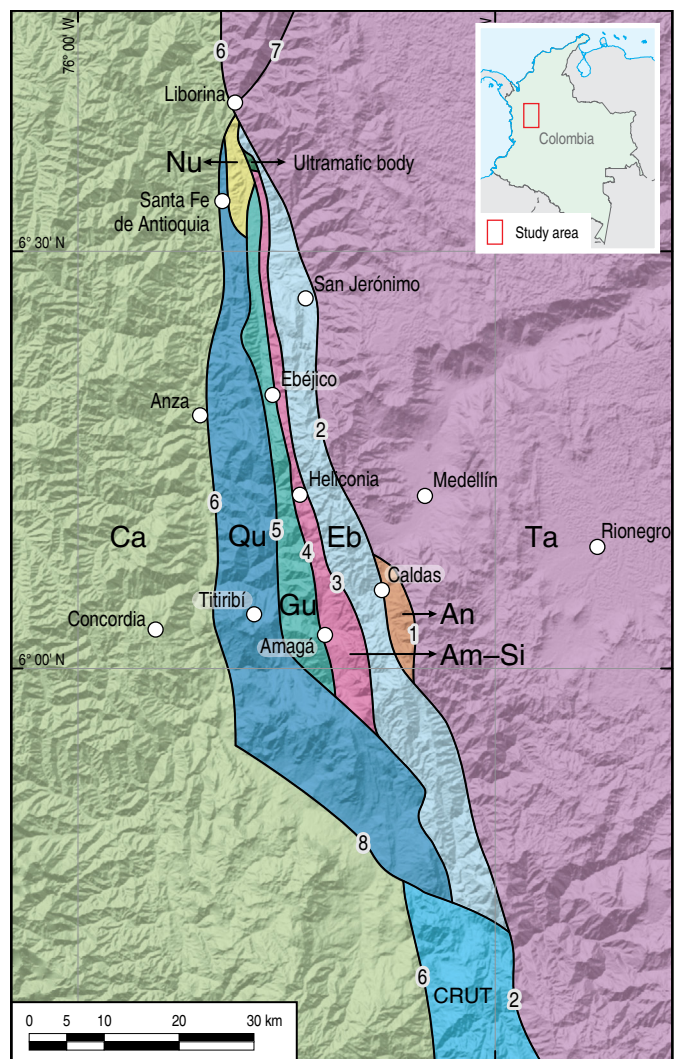 76° 00' W
V
6
7
Liborina
Nu
Ultramafic body
Santa Fe
de Antioquia
Colombia
Study area
6° 30' N
San Jerónimo
Ebéjico
Anza
2
Heliconia
Medellín
6
Ca
Qu
5
Eb
Ta
Rionegro
4
3
Caldas
Titiribí
Gu
An
Concordia
Amagá
1
Am–Si
6° 00' N
8
6
CRUT
2
0 5 10 20 30 km